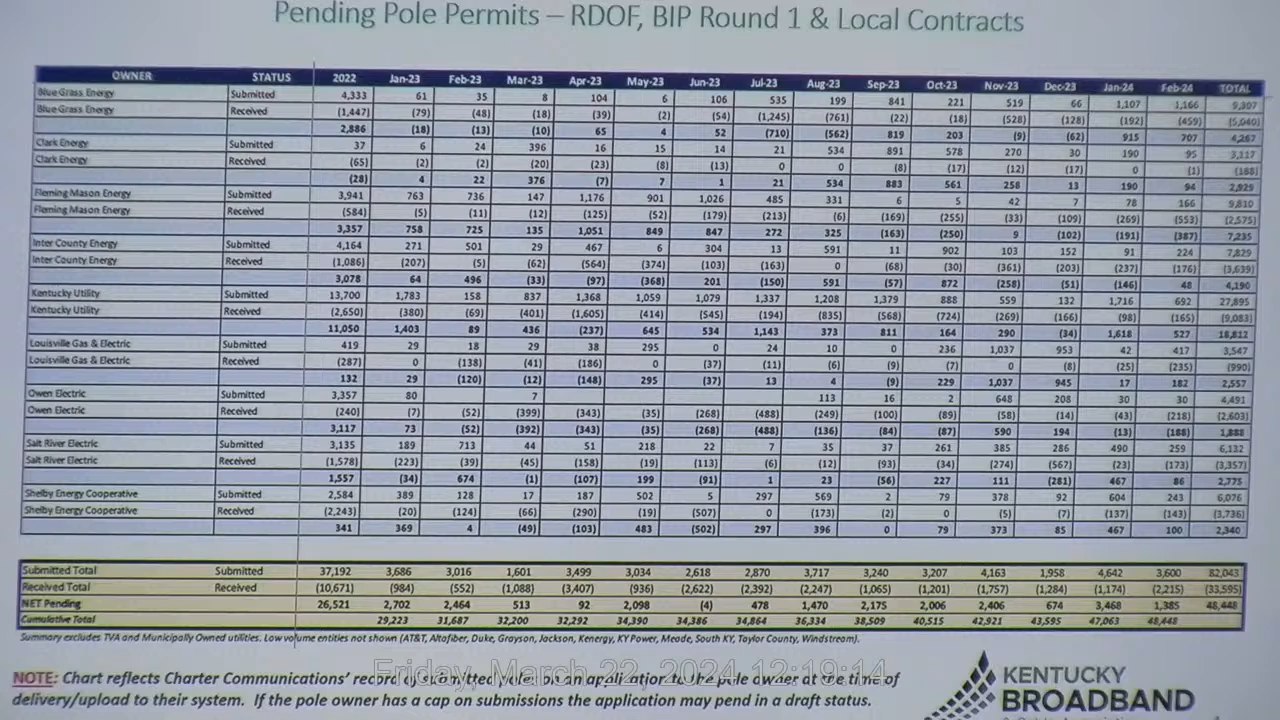 Pending Pole Permits – RDOF, BIP Round 1 & Local Contracts
OWNER STATUS 2022 Jan-23 Feb-23 Mar-23 Apr-23 May-23 Jun-23 Jul-23 Aug-23 Sep-23 Oct-23 Nov-23 Dec-23 Jan-24 Feb-24 TOTAL
Blue Grass Energy Submitted 4,333 61 35 8 104 6 106 535 199 841 221 519 66 1,107 1,166 9,307
Blue Grass Energy Received (1,447) (79) (48) (18) (39) (2) (54) (1,245) (761) (22) (18) (528) (128) (192) (459) (5,040)
2,886 (18) (13) (10) 65 4 52 (710) (562) 819 203 (9) (62) 915 707 4,267
Clark Energy Submitted 37 6 24 396 16 15 14 21 534 891 578 270 30 190 95 3,117
Clark Energy Received (65) (2) (2) (20) (23) (8) (13) 0 0 (8) (17) (12) (17) 0 (1) (188)
(28) 4 22 376 (7) 7 1 21 534 883 561 258 13 190 94 2,929
Fleming Mason Energy Submitted 3,941 763 736 147 1,176 901 1,026 485 331 6 5 42 7 78 166 9,810
Fleming Mason Energy Received (584) (5) (11) (12) (125) (52) (179) (213) (6) (169) (255) (33) (109) (269) (553) (2,575)
3,357 758 725 135 1,051 849 847 272 325 (163) (250) 9 (102) (191) (387) 7,235
Inter County Energy Submitted 4,164 271 501 29 467 6 304 13 591 11 902 103 152 91 224 7,829
Inter County Energy Received (1,086) (207) (5) (62) (564) (374) (103) (163) 0 (68) (30) (361) (203) (237) (176) (3,639)
3,078 64 496 (33) (97) (368) 201 (150) 591 (57) 872 (258) (51) (146) 48 4,190
Kentucky Utility Submitted 13,700 1,783 158 837 1,368 1,059 1,079 1,337 1,208 1,379 888 559 132 1,716 692 27,895
Kentucky Utility Received (2,650) (380) (69) (401) (1,605) (414) (545) (194) (835) (568) (724) (269) (166) (98) (165) (9,083)
11,050 1,403 89 436 (237) 645 534 1,143 373 811 164 290 (34) 1,618 527 18,812
Louisville Gas & Electric Submitted 419 29 18 29 38 295 0 24 10 0 236 1,037 953 42 417 3,547
Louisville Gas & Electric Received (287) 0 (138) (41) (186) 0 (37) (11) (6) (9) (7) 0 (8) (25) (235) (990)
132 29 (120) (12) (148) 295 (37) 13 4 (9) 229 1,037 945 17 182 2,557
Owen Electric Submitted 3,357 80 7 113 16 2 648 208 30 30 4,491
Owen Electric Received (240) (7) (52) (399) (343) (35) (268) (488) (249) (100) (89) (58) (14) (43) (218) (2,603)
3,117 73 (52) (392) (343) (35) (268) (488) (136) (84) (87) 590 194 (13) (188) 1,888
Salt River Electric Submitted 3,135 189 713 44 51 218 22 7 35 37 261 385 286 490 259 6,132
Salt River Electric Received (1,578) (223) (39) (45) (158) (19) (113) (6) (12) (93) (34) (274) (567) (23) (173) (3,357)
1,557 (34) 674 (1) (107) 199 (91) 1 23 (56) 227 111 (281) 467 86 2,775
Shelby Energy Cooperative Submitted 2,584 389 128 17 187 502 5 297 569 2 79 378 92 604 243 6,076
Shelby Energy Cooperative Received (2,243) (20) (124) (66) (290) (19) (507) 0 (173) (2) 0 (5) (7) (137) (143) (3,736)
341 369 4 (49) (103) 483 (502) 297 396 0 79 373 85 467 100 2,340
Submitted Total Submitted 37,192 3,686 3,016 1,601 3,499 3,034 2,618 2,870 3,717 3,240 3,207 4,163 1,958 4,642 3,600 82,043
Received Total Received (10,671) (984) (552) (1,088) (3,407) (936) (2,622) (2,392) (2,247) (1,065) (1,201) (1,757) (1,284) (1,174) (2,215) (33,595)
NET Pending 26,521 2,702 2,464 513 92 2,098 (4) 478 1,470 2,175 2,006 2,406 674 3,468 1,385 48,448
Cumulative Total 29,223 31,687 32,200 32,292 34,390 34,386 34,864 36,334 38,509 40,515 42,921 43,595 47,063 48,448
Summary excludes TVA and Municipally Owned utilities. Low volume entities not shown (AT&T, Altafiber, Duke, Grayson, Jackson, Kenergy, KY Power, Meade, South KY, Taylor County, Windstream).
NOTE: Chart reflects Charter Communications' record of submitted poles on an application to the pole owner at the time of
delivery/upload to their system. If the pole owner has a cap on submissions the application may pend in a draft status.
Friday, March 22, 2024 12:19:14
KENTUCKY
BROADBAND